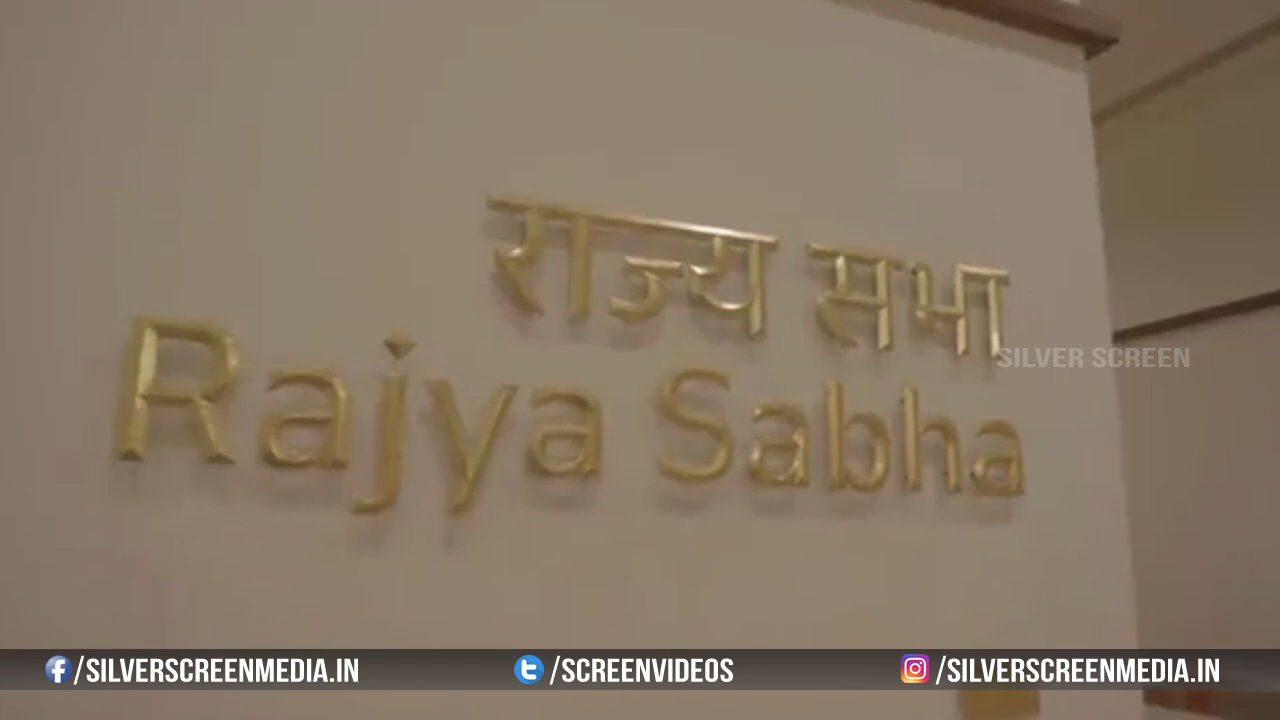 राज्य सभा
Rajya Sabha
SILVER SCREEN
/SILVERSCREENMEDIA.IN
/SCREENVIDEOS
/SILVERSCREENMEDIA.IN